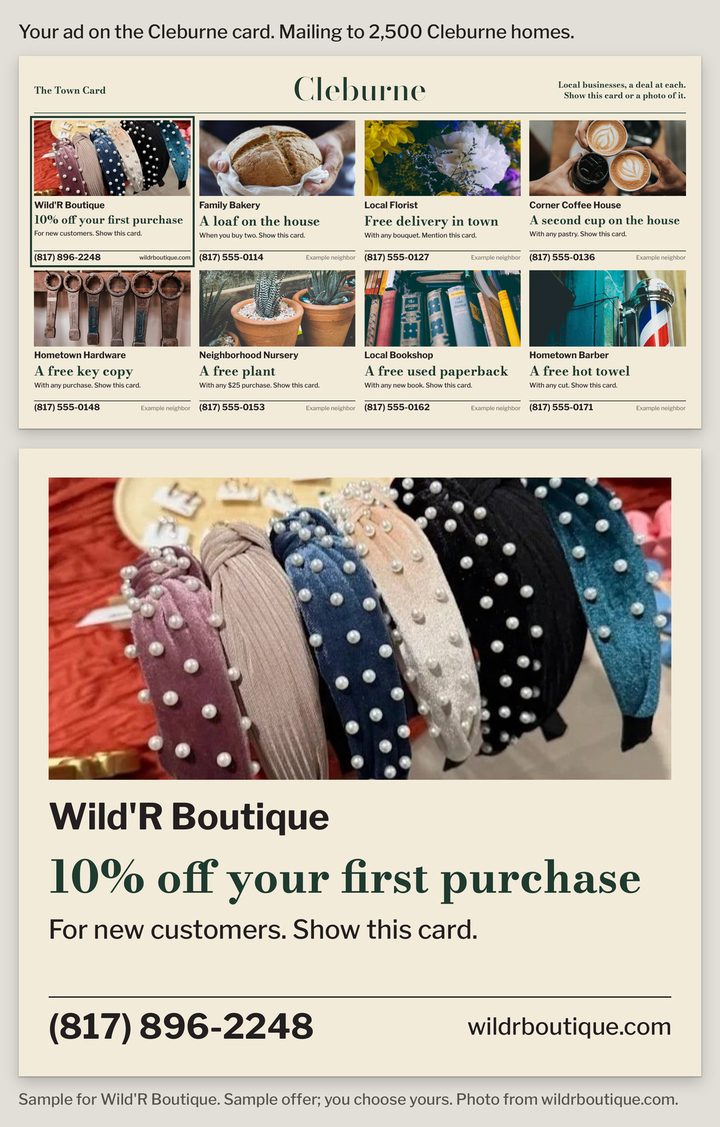 Your ad on the Cleburne card. Mailing to 2,500 Cleburne homes.
The Town Card
Cleburne
Local businesses, a deal at each.
Show this card or a photo of it.
Wild'R Boutique
10% off your first purchase
For new customers. Show this card.
(817) 896-2248
wildrboutique.com
Family Bakery
A loaf on the house
When you buy two. Show this card.
(817) 555-0114
Example neighbor
Local Florist
Free delivery in town
With any bouquet. Mention this card.
(817) 555-0127
Example neighbor
Corner Coffee House
A second cup on the house
With any pastry. Show this card.
(817) 555-0136
Example neighbor
Hometown Hardware
A free key copy
With any purchase. Show this card.
(817) 555-0148
Example neighbor
Neighborhood Nursery
A free plant
With any $25 purchase. Show this card.
(817) 555-0153
Example neighbor
Local Bookshop
A free used paperback
With any new book. Show this card.
(817) 555-0162
Example neighbor
Hometown Barber
A free hot towel
With any cut. Show this card.
(817) 555-0171
Example neighbor
Wild'R Boutique
10% off your first purchase
For new customers. Show this card.
(817) 896-2248
wildrboutique.com
Sample for Wild'R Boutique. Sample offer; you choose yours. Photo from wildrboutique.com.